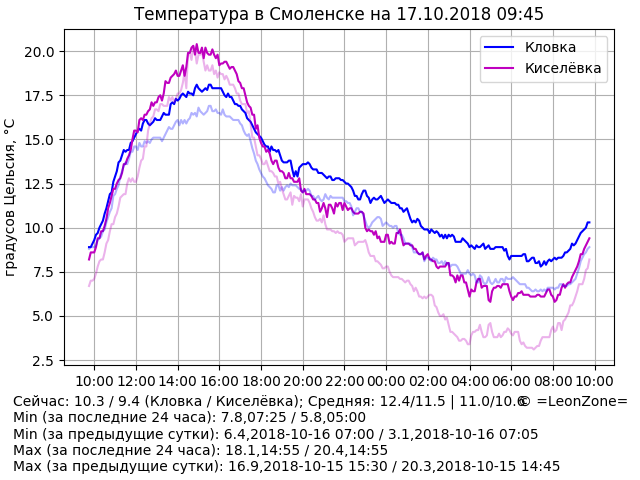 Температура в Смоленске на 17.10.2018 09:45
Кловка
Киселёвка
градусов Цельсия, °C
20.0
17.5
15.0
12.5
10.0
7.5
5.0
2.5
10:00 12:00 14:00 16:00 18:00 20:00 22:00 00:00 02:00 04:00 06:00 08:00 10:00
Сейчас: 10.3 / 9.4 (Кловка / Киселёвка); Средняя: 12.4/11.5 | 11.0/10.6 © =LeonZone=
Min (за последние 24 часа): 7.8,07:25 / 5.8,05:00
Min (за предыдущие сутки): 6.4,2018-10-16 07:00 / 3.1,2018-10-16 07:05
Max (за последние 24 часа): 18.1,14:55 / 20.4,14:55
Max (за предыдущие сутки): 16.9,2018-10-15 15:30 / 20.3,2018-10-15 14:45